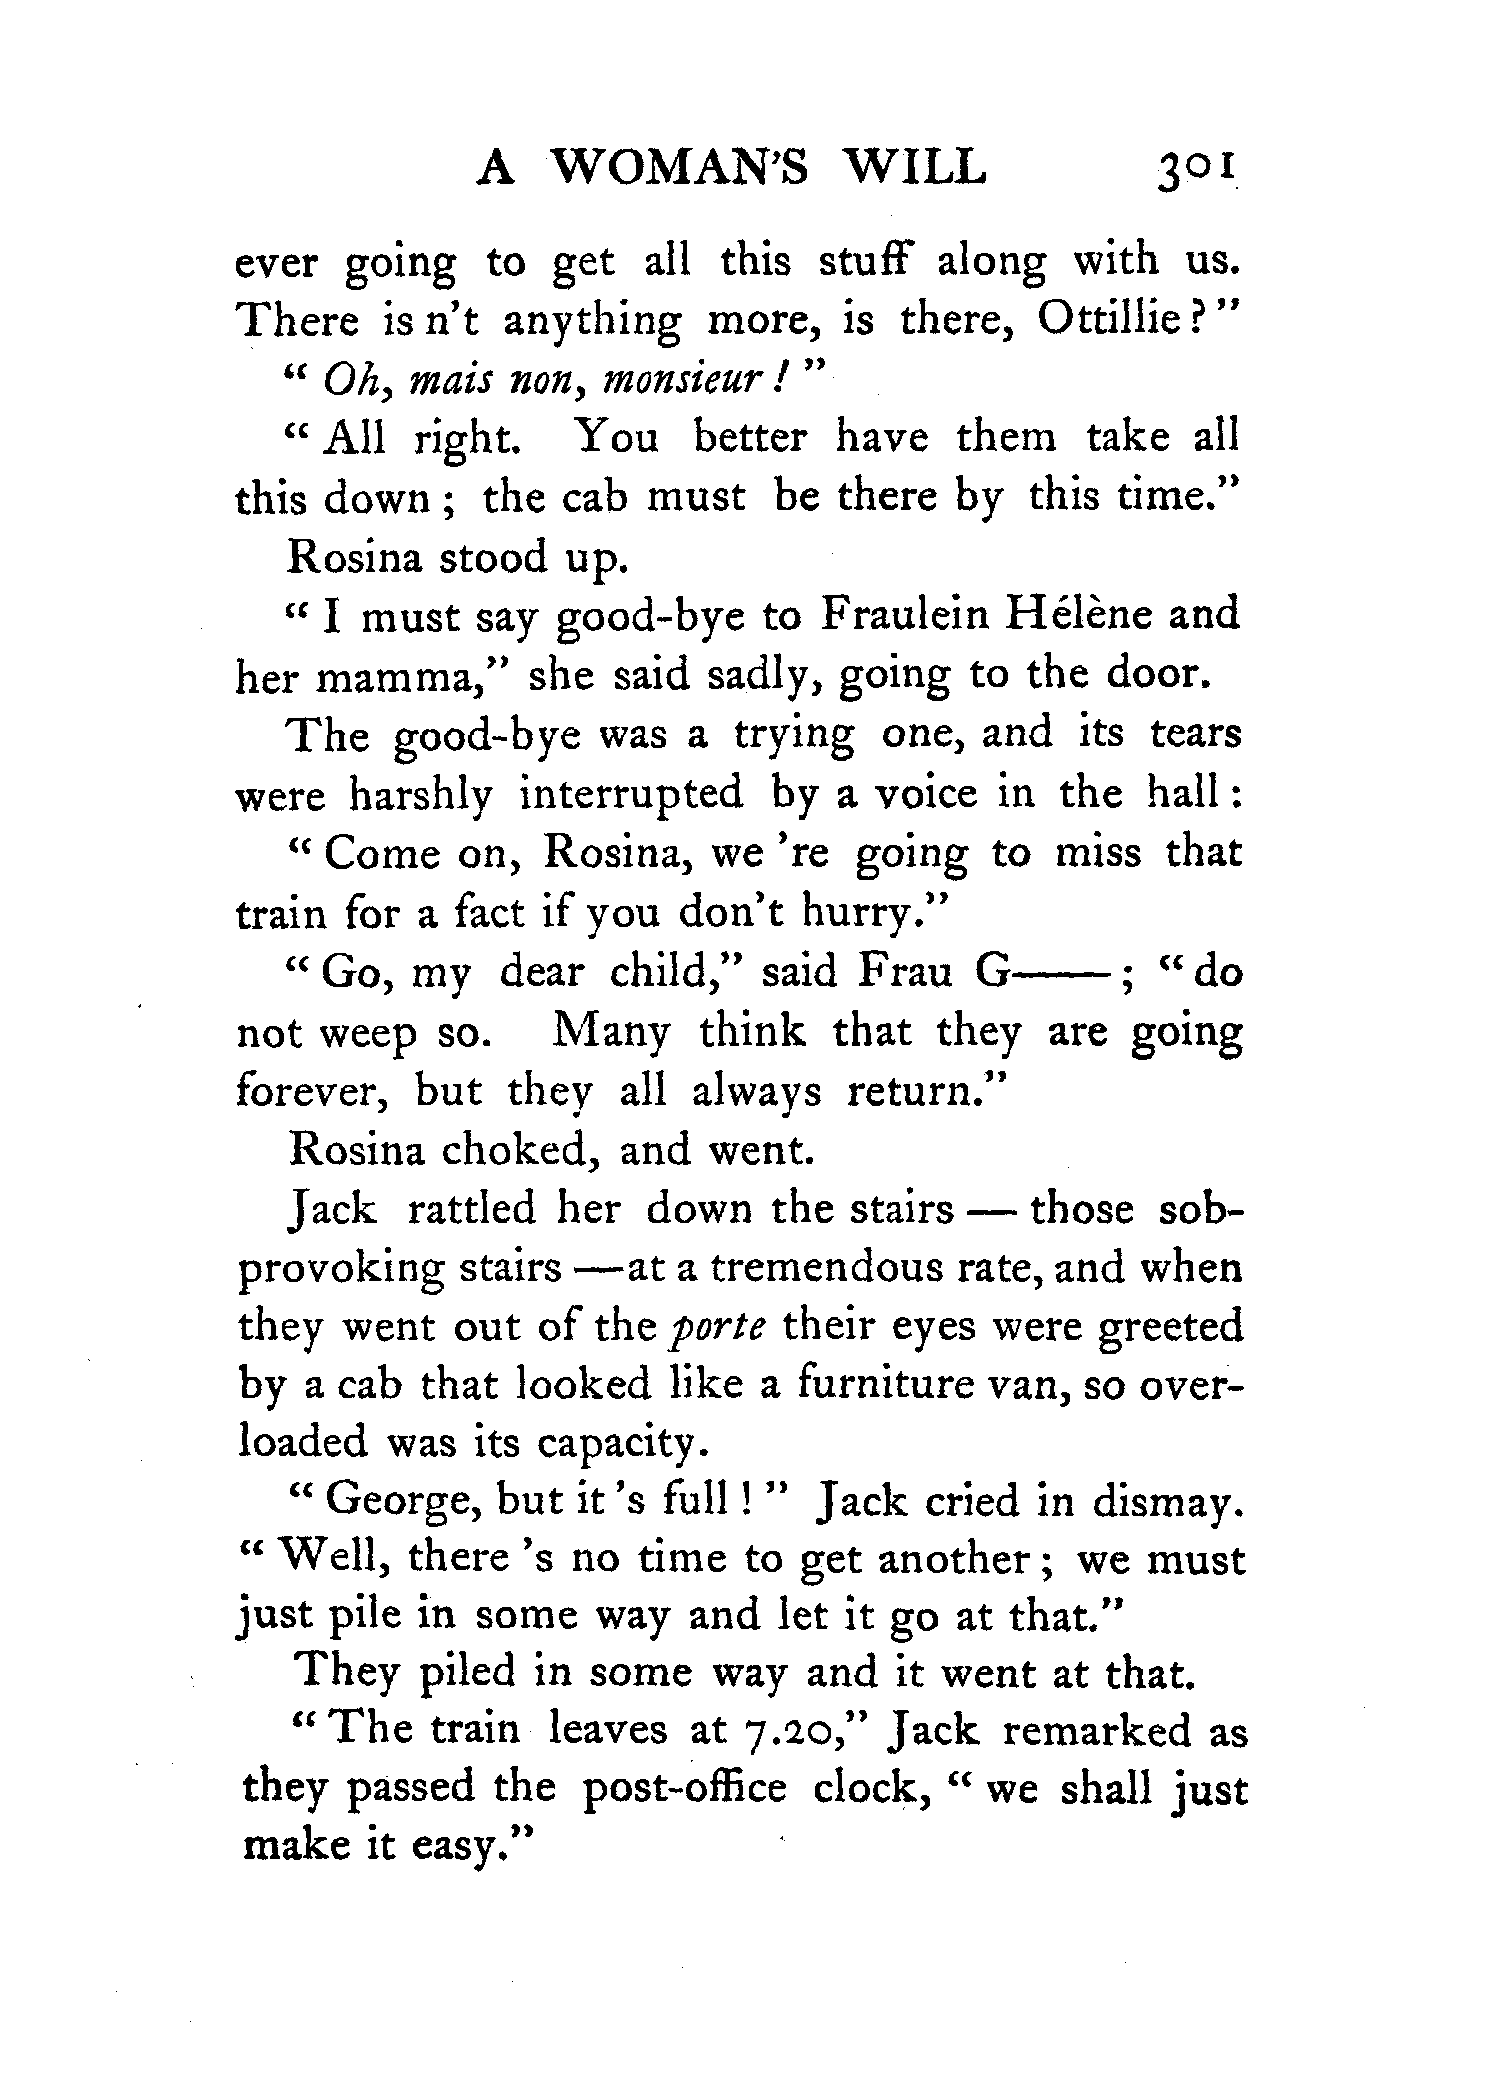 A WOMAN'S WILL 301
ever going to get all this stuff along with us.
There is n't anything more, is there, Ottillie?"
"Oh, mais non, monsieur!"
"All right. You better have them take all
this down; the cab must be there by this time."
Rosina stood up.
"I must say good-bye to Fraulein Hélène and
her mamma," she said sadly, going to the door.
The good-bye was a trying one, and its tears
were harshly interrupted by a voice in the hall:
"Come on, Rosina, we 're going to miss that
train for a fact if you don't hurry."
"Go, my dear child," said Frau G——; "do
not weep so. Many think that they are going
forever, but they all always return."
Rosina choked, and went.
Jack rattled her down the stairs — those sob-
provoking stairs — at a tremendous rate, and when
they went out of the porte their eyes were greeted
by a cab that looked like a furniture van, so over-
loaded was its capacity.
"George, but it 's full!" Jack cried in dismay.
"Well, there 's no time to get another; we must
just pile in some way and let it go at that."
They piled in some way and it went at that.
"The train leaves at 7.20," Jack remarked as
they passed the post-office clock, "we shall just
make it easy."